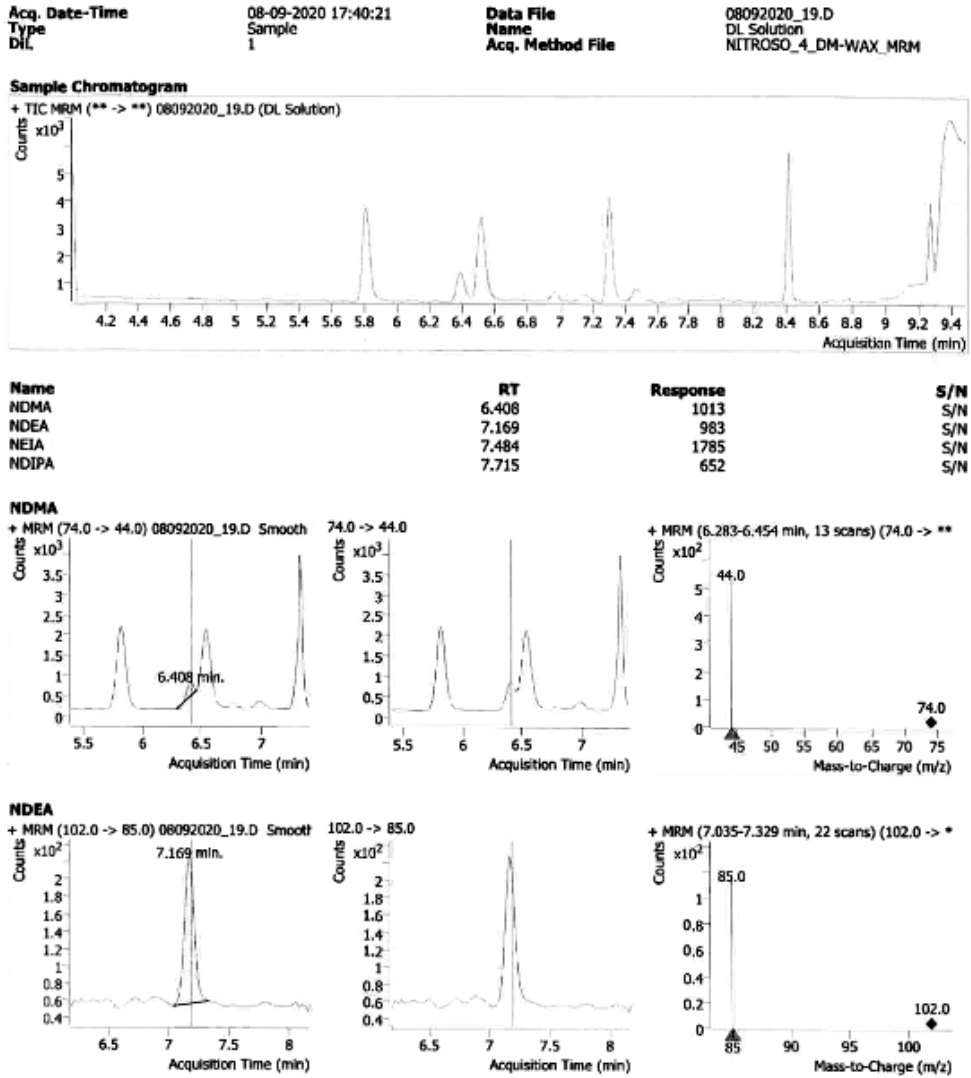 Acq. Date-Time 08-09-2020 17:40:21 Data File 08092020_19.D
Type Sample Name DL Solution
Dil. 1 Acq. Method File NITROSO_4_DM-WAX_MRM
Sample Chromatogram
+ TIC MRM (** -> **) 08092020_19.D (DL Solution)
Counts
x10³
5
4
3
2
1
4.2 4.4 4.6 4.8 5 5.2 5.4 5.6 5.8 6 6.2 6.4 6.6 6.8 7 7.2 7.4 7.6 7.8 8 8.2 8.4 8.6 8.8 9 9.2 9.4
Acquisition Time (min)
Name RT Response S/N
NDMA 6.408 1013 S/N
NDEA 7.169 983 S/N
NEIA 7.484 1785 S/N
NDIPA 7.715 652 S/N
NDMA
+ MRM (74.0 -> 44.0) 08092020_19.D Smooth
Counts
x10³
3.5
3
2.5
2
1.5
1
0.5
0
6.408 min.
5.5 6 6.5 7
Acquisition Time (min)
74.0 -> 44.0
Counts
x10³
3.5
3
2.5
2
1.5
1
0.5
0
5.5 6 6.5 7
Acquisition Time (min)
+ MRM (6.283-6.454 min, 13 scans) (74.0 -> **
Counts
x10²
5
4
3
2
1
0
44.0
74.0
45 50 55 60 65 70 75
Mass-to-Charge (m/z)
NDEA
+ MRM (102.0 -> 85.0) 08092020_19.D Smooth
Counts
x10²
2
1.8
1.6
1.4
1.2
1
0.8
0.6
0.4
7.169 min.
6.5 7 7.5 8
Acquisition Time (min)
102.0 -> 85.0
Counts
x10²
2
1.8
1.6
1.4
1.2
1
0.8
0.6
0.4
6.5 7 7.5 8
Acquisition Time (min)
+ MRM (7.035-7.329 min, 22 scans) (102.0 -> *
Counts
x10²
1
0.8
0.6
0.4
0.2
0
85.0
102.0
85 90 95 100
Mass-to-Charge (m/z)